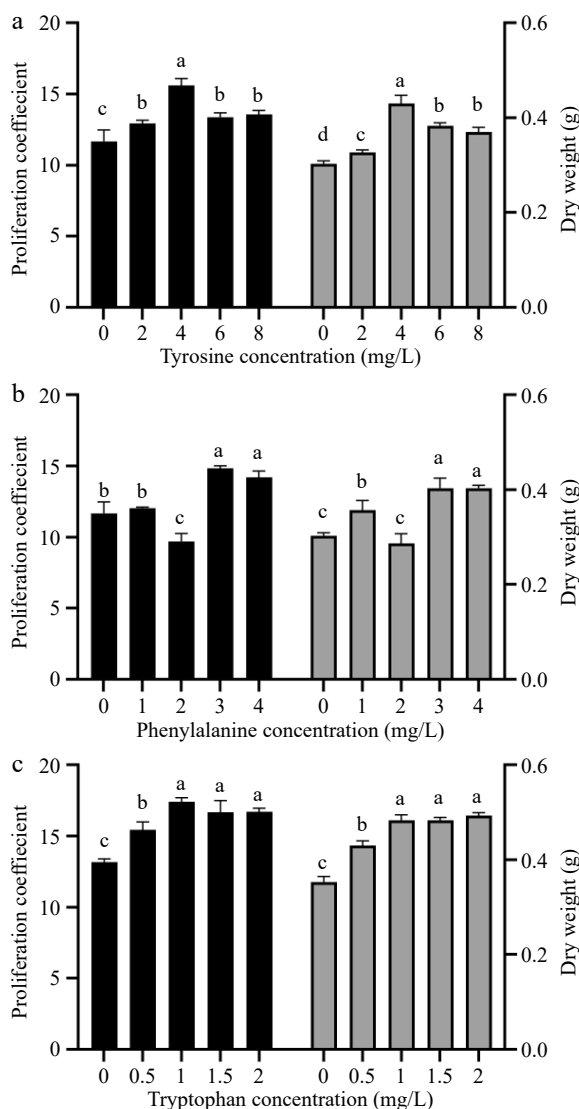 a
Proliferation coeffiecient
Dry weight (g)
20
15
10
5
0
0.6
0.4
0.2
0.0
c b a b b
d c a b b
0 2 4 6 8
0 2 4 6 8
Tyrosine concentration (mg/L)
b
Proliferation coeffiecient
Dry weight (g)
20
15
10
5
0
0.6
0.4
0.2
0.0
b b c a a
c b c a a
0 1 2 3 4
0 1 2 3 4
Phenylalanine concentration (mg/L)
c
Proliferation coeffiecient
Dry weight (g)
20
15
10
5
0
0.6
0.4
0.2
0.0
c b a a a
c b a a a
0 0.5 1 1.5 2
0 0.5 1 1.5 2
Tryptophan concentration (mg/L)